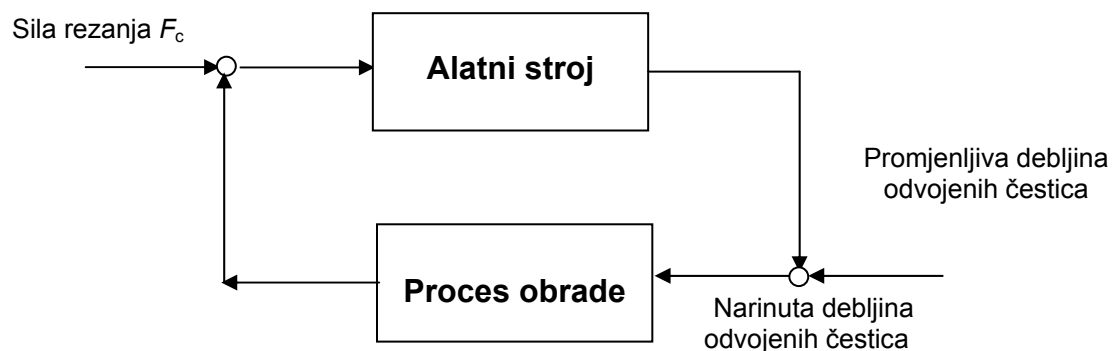 Sila rezanja Fc
Alatni stroj
Promjenljiva debljina
odvojenih čestica
Proces obrade
Narinuta debljina
odvojenih čestica